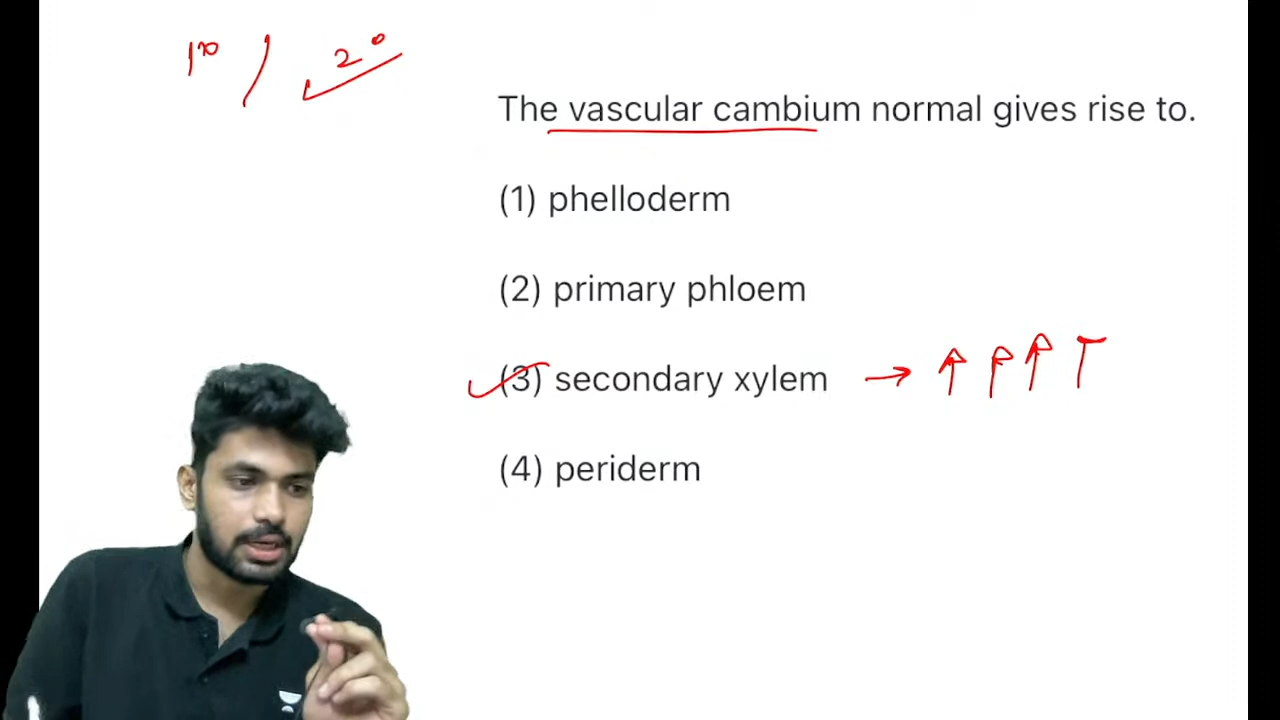 1° / 2°
The vascular cambium normal gives rise to.
(1) phelloderm
(2) primary phloem
(3) secondary xylem →
(4) periderm